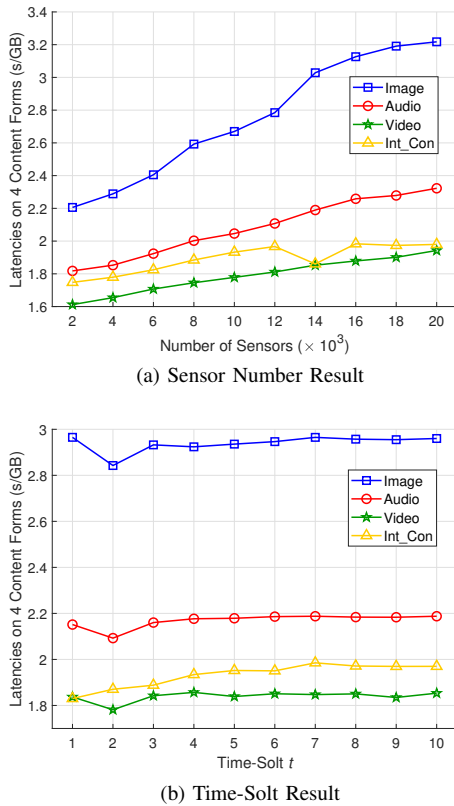 Latencies on 4 Content Forms (s/GB)
3.4
3.2
3
2.8
2.6
2.4
2.2
2
1.8
1.6
Image
Audio
Video
Int_Con
2 4 6 8 10 12 14 16 18 20
Number of Sensors (× 10³)
(a) Sensor Number Result
Latencies on 4 Content Forms (s/GB)
3
2.8
2.6
2.4
2.2
2
1.8
Image
Audio
Video
Int_Con
1 2 3 4 5 6 7 8 9 10
Time-Solt t
(b) Time-Solt Result